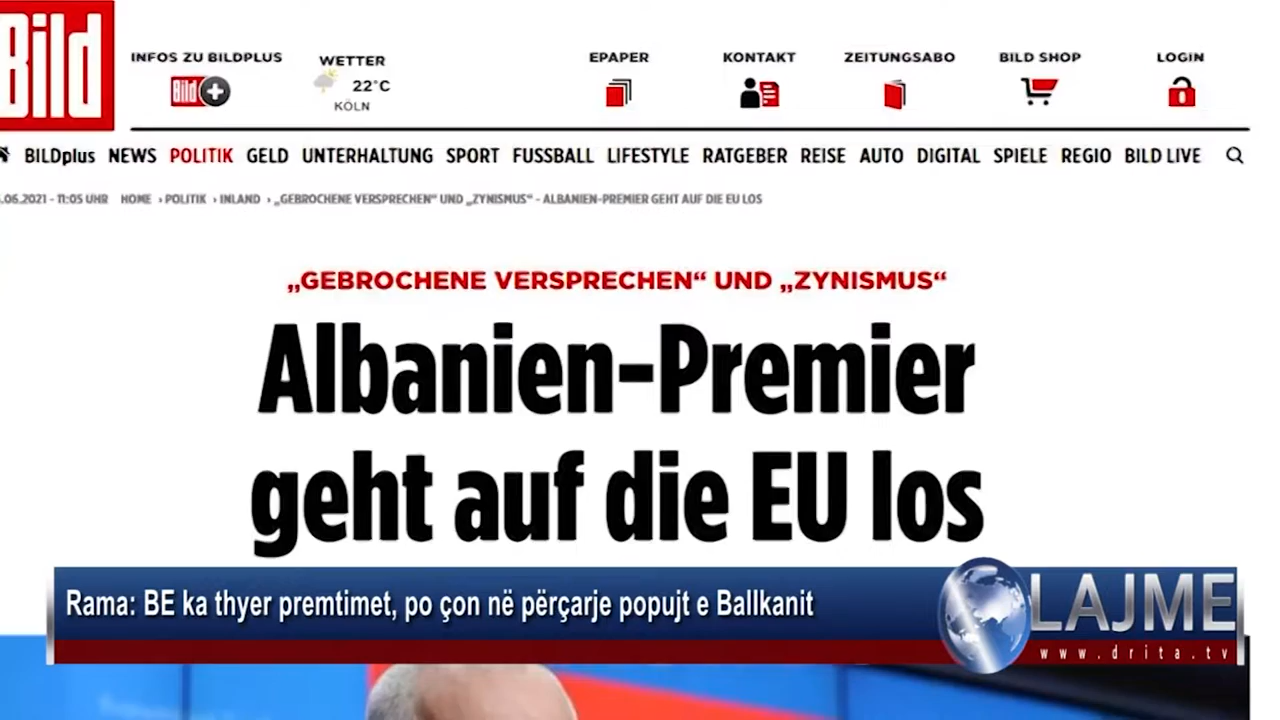 Bild
INFOS ZU BILDPLUS
Bild
WETTER
22°C
KÖLN
EPAPER
KONTAKT
ZEITUNGSABO
BILD SHOP
LOGIN
BILDplus NEWS POLITIK GELD UNTERHALTUNG SPORT FUSSBALL LIFESTYLE RATGEBER REISE AUTO DIGITAL SPIELE REGIO BILD LIVE
.06.2021 - 11:05 UHR HOME › POLITIK › INLAND › „GEBROCHENE VERSPRECHEN“ UND „ZYNISMUS“ - ALBANIEN-PREMIER GEHT AUF DIE EU LOS
„GEBROCHENE VERSPRECHEN“ UND „ZYNISMUS“
Albanien-Premier
geht auf die EU los
Rama: BE ka thyer premtimet, po çon në përçarje popujt e Ballkanit
LAJME
www.drita.tv